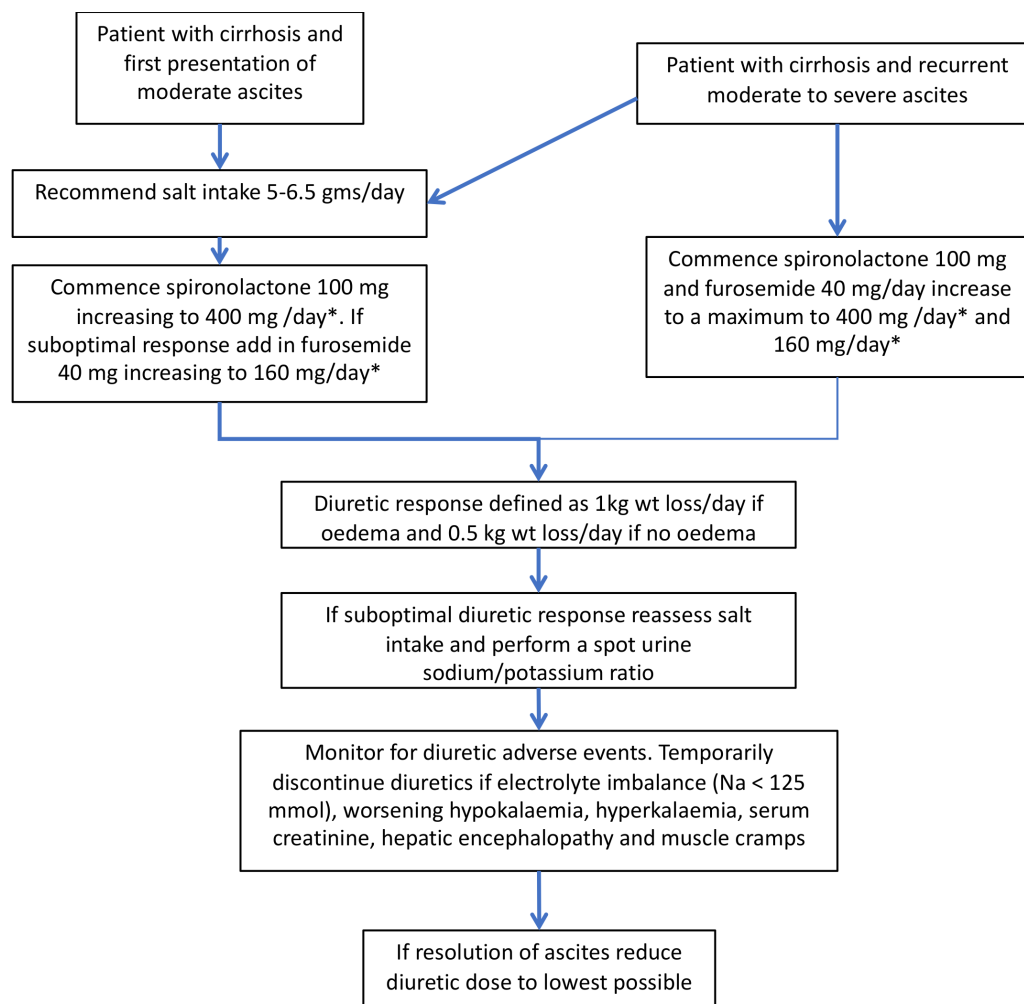 Patient with cirrhosis and
first presentation of
moderate ascites
Patient with cirrhosis and recurrent
moderate to severe ascites
Recommend salt intake 5-6.5 gms/day
Commence spironolactone 100 mg
increasing to 400 mg /day*. If
suboptimal response add in furosemide
40 mg increasing to 160 mg/day*
Commence spironolactone 100 mg
and furosemide 40 mg/day increase
to a maximum to 400 mg /day* and
160 mg/day*
Diuretic response defined as 1kg wt loss/day if
oedema and 0.5 kg wt loss/day if no oedema
If suboptimal diuretic response reassess salt
intake and perform a spot urine
sodium/potassium ratio
Monitor for diuretic adverse events. Temporarily
discontinue diuretics if electrolyte imbalance (Na < 125
mmol), worsening hypokalaemia, hyperkalaemia, serum
creatinine, hepatic encephalopathy and muscle cramps
If resolution of ascites reduce
diuretic dose to lowest possible